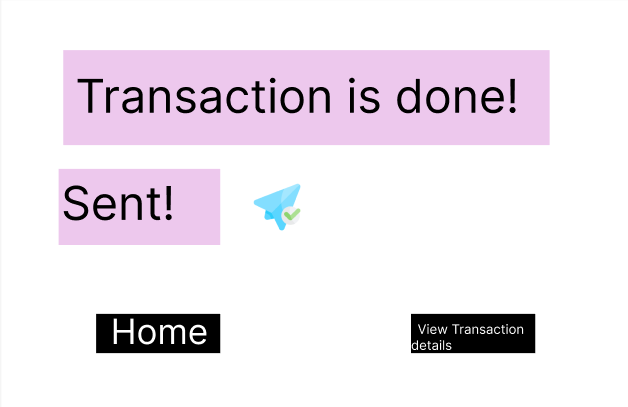 Transaction is done!
Sent!
Home
View Transaction
details